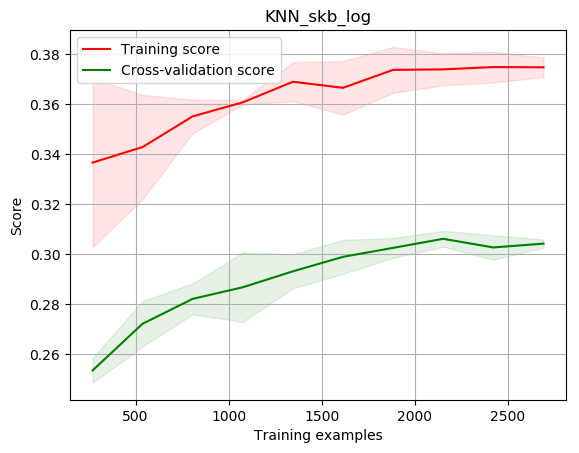 KNN_skb_log
Training score
Cross-validation score
0.38
0.36
0.34
0.32
0.30
0.28
0.26
Score
500 1000 1500 2000 2500
Training examples